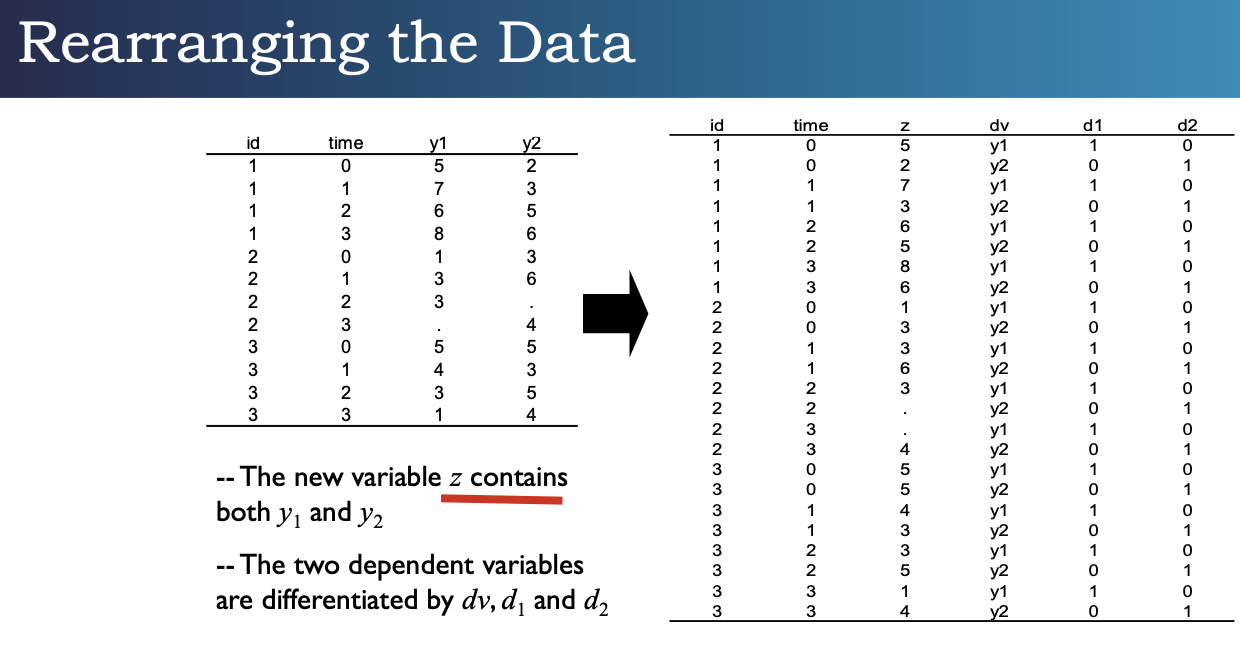 Rearranging the Data
id time y1 y2
1 0 5 2
1 1 7 3
1 2 6 5
1 3 8 6
2 0 1 3
2 1 3 6
2 2 3 .
2 3 . 4
3 0 5 5
3 1 4 3
3 2 3 5
3 3 1 4
-- The new variable z contains
both y1 and y2
-- The two dependent variables
are differentiated by dv, d1 and d2
id time z dv d1 d2
1 0 5 y1 1 0
1 0 2 y2 0 1
1 1 7 y1 1 0
1 1 3 y2 0 1
1 2 6 y1 1 0
1 2 5 y2 0 1
1 3 8 y1 1 0
1 3 6 y2 0 1
2 0 1 y1 1 0
2 0 3 y2 0 1
2 1 3 y1 1 0
2 1 6 y2 0 1
2 2 3 y1 1 0
2 2 . y2 0 1
2 3 . y1 1 0
2 3 4 y2 0 1
3 0 5 y1 1 0
3 0 5 y2 0 1
3 1 4 y1 1 0
3 1 3 y2 0 1
3 2 3 y1 1 0
3 2 5 y2 0 1
3 3 1 y1 1 0
3 3 4 y2 0 1